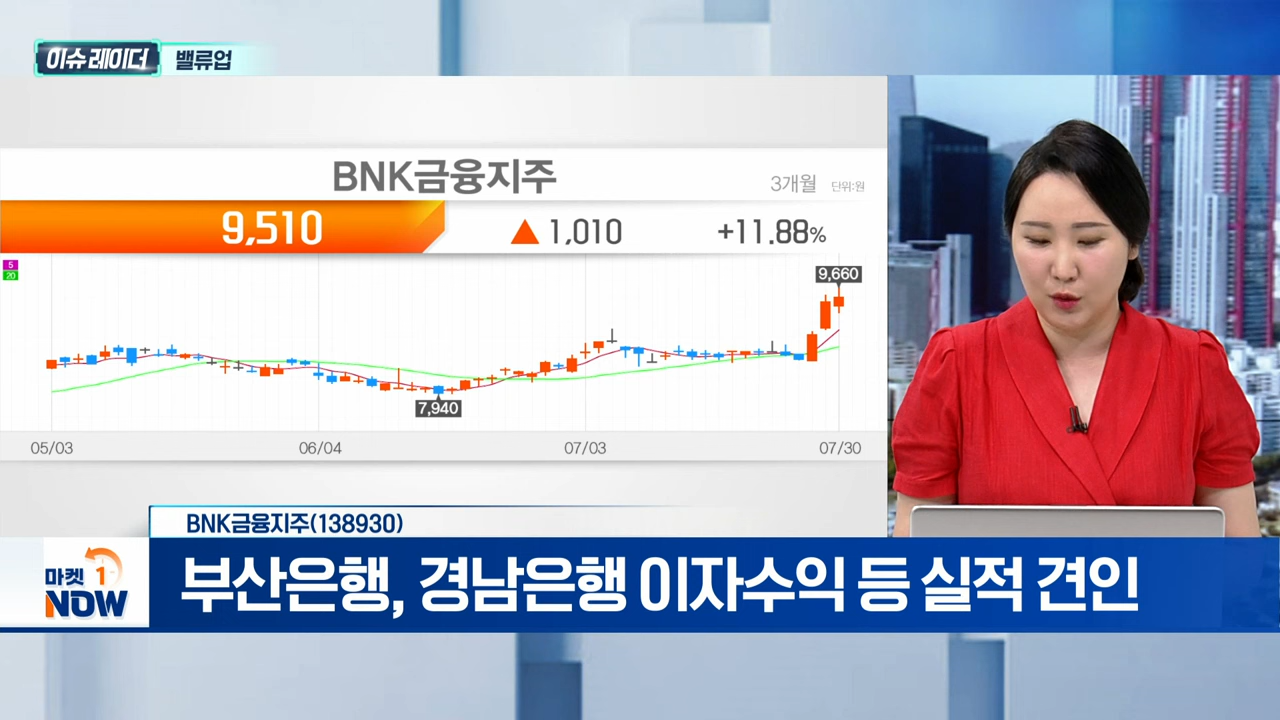 이슈레이더 밸류업
BNK금융지주
3개월 단위:원
9,510 ▲ 1,010 +11.88%
5
20
9,660
7,940
05/03 06/04 07/03 07/30
BNK금융지주(138930)
마켓 1 NOW
부산은행, 경남은행 이자수익 등 실적 견인